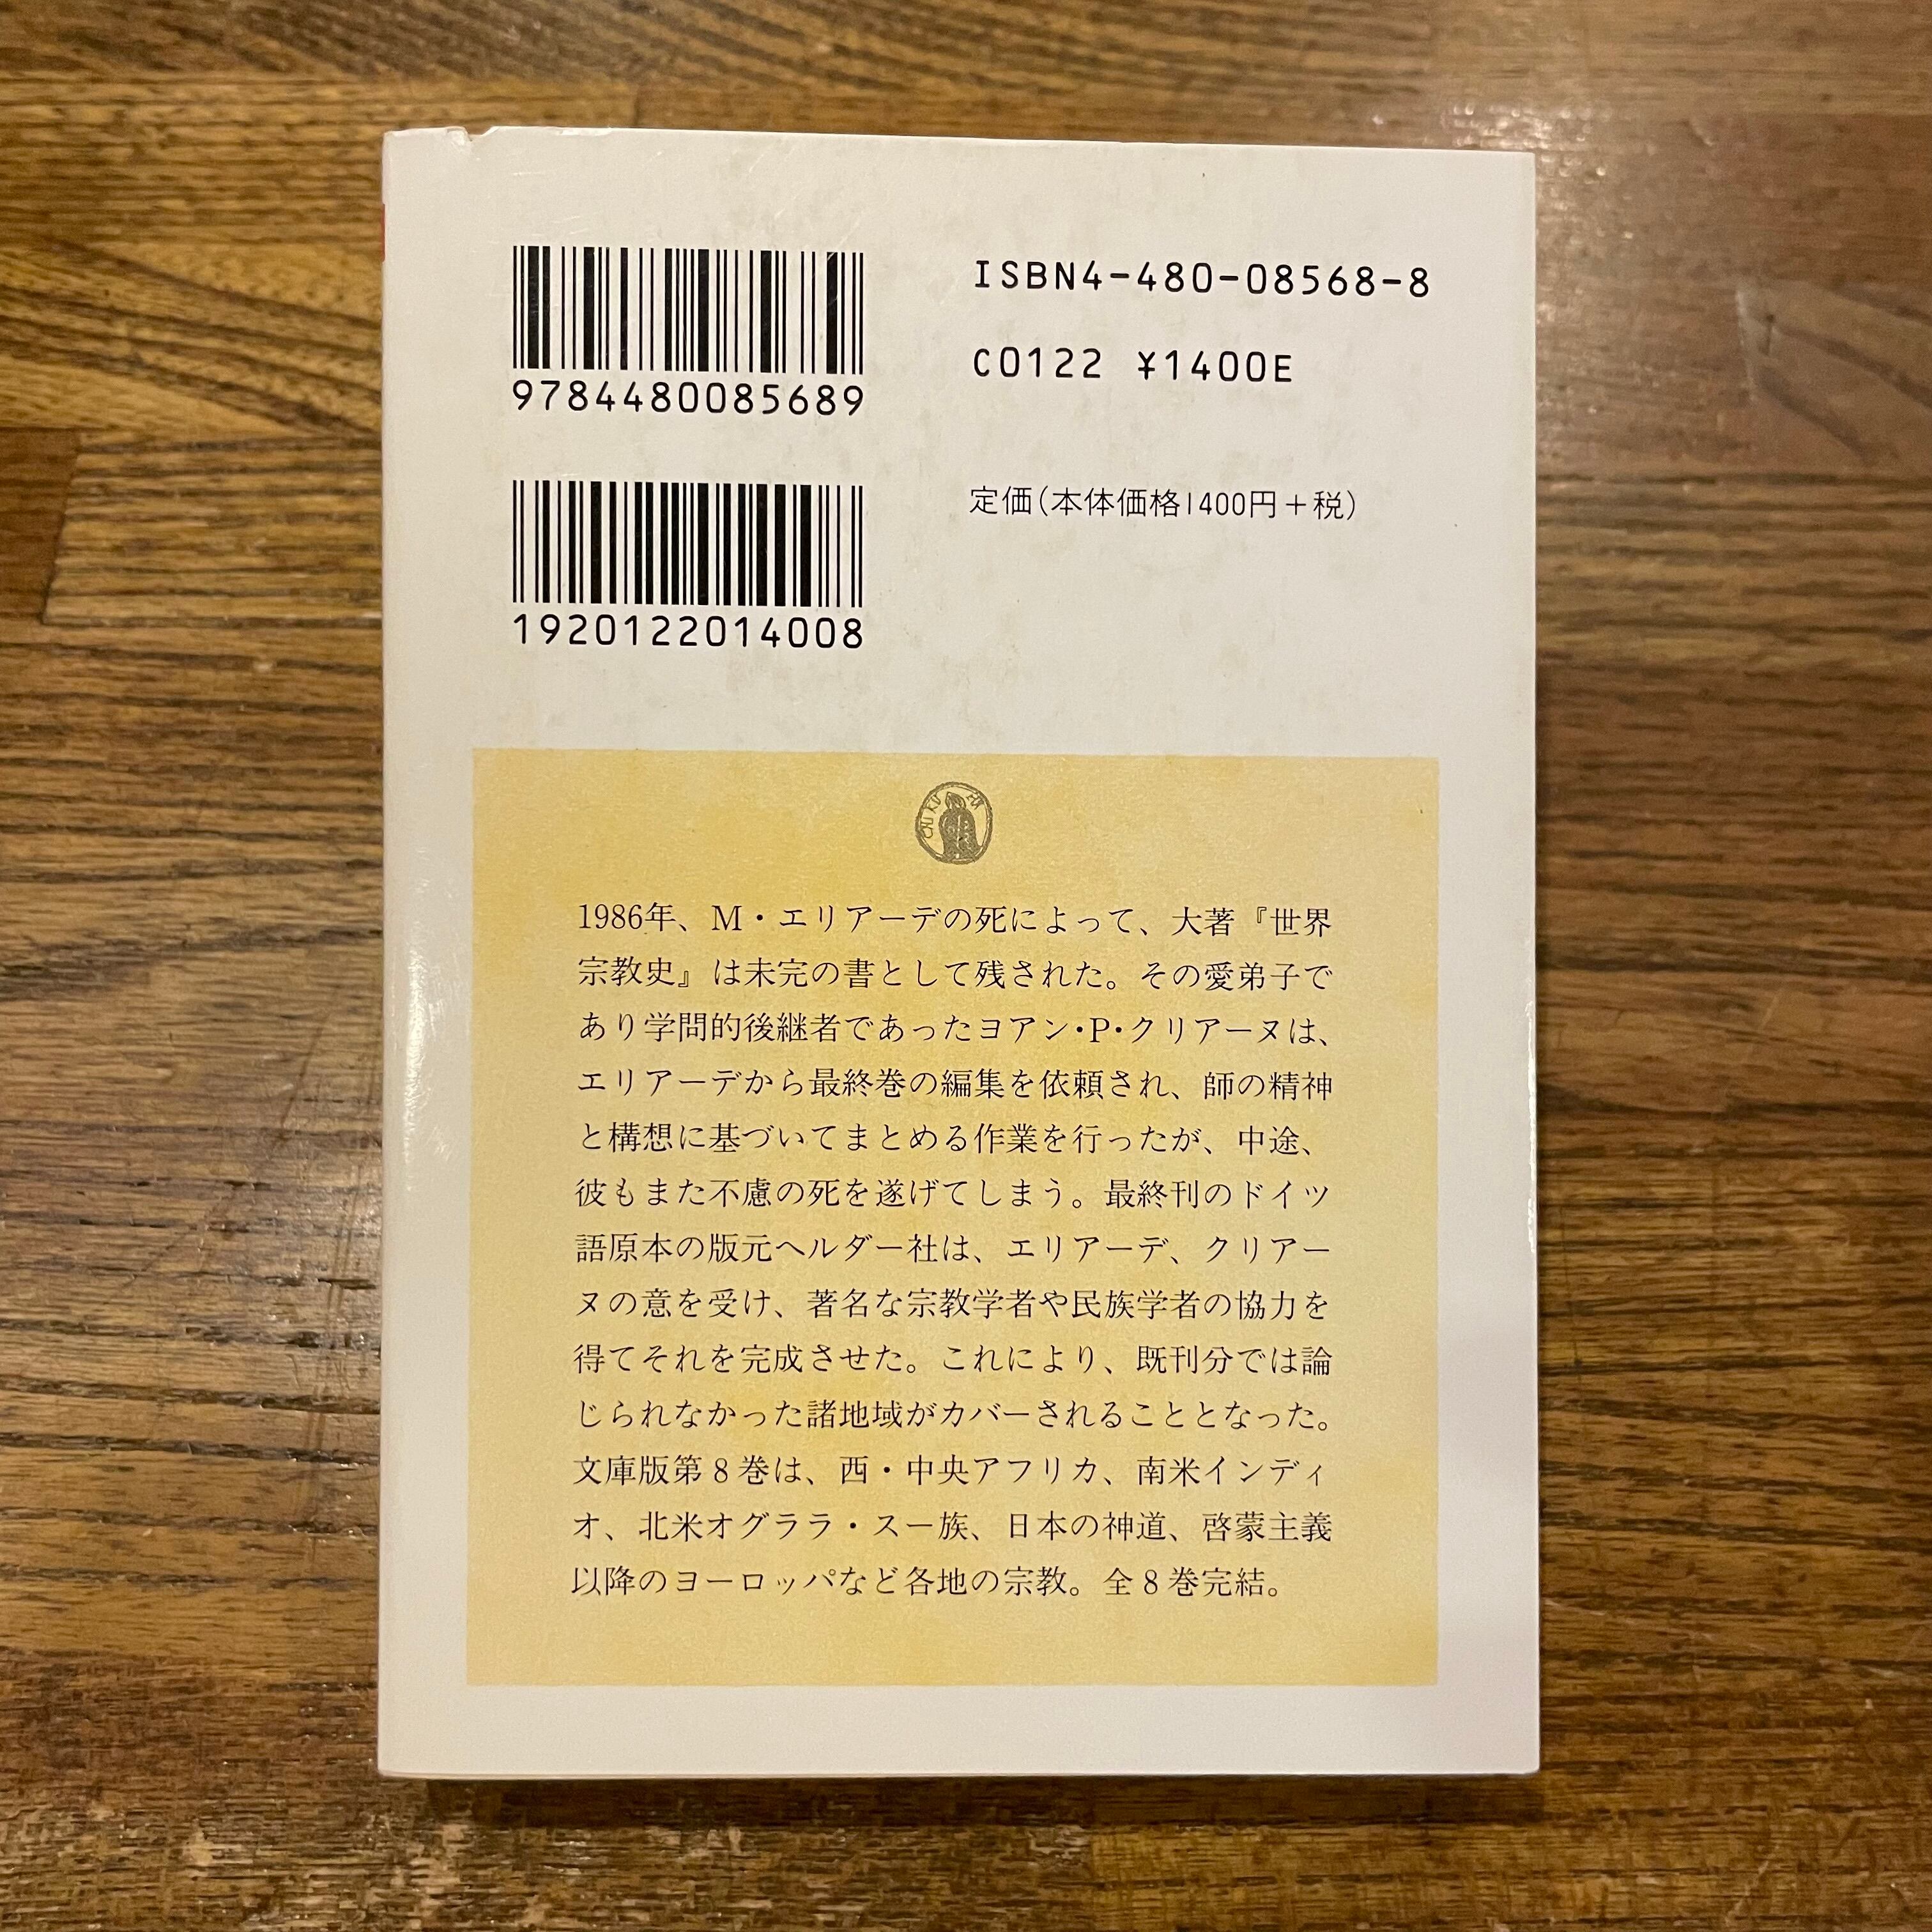 ISBN4-480-08568-8
9784480085689
C0122 ¥1400E
定価(本体価格1400円+税)
1920122014008
1986年、M・エリアーデの死によって、大著『世界
宗教史』は未完の書として残された。その愛弟子で
あり学問的後継者であったヨアン・P・クリアーヌは、
エリアーデから最終巻の編集を依頼され、師の精神
と構想に基づいてまとめる作業を行ったが、中途、
彼もまた不慮の死を遂げてしまう。最終刊のドイツ
語原本の版元ヘルダー社は、エリアーデ、クリアー
ヌの意を受け、著名な宗教学者や民族学者の協力を
得てそれを完成させた。これにより、既刊分では論
じられなかった諸地域がカバーされることとなった。
文庫版第8巻は、西・中央アフリカ、南米インディ
オ、北米オグララ・スー族、日本の神道、啓蒙主義
以降のヨーロッパなど各地の宗教。全8巻完結。